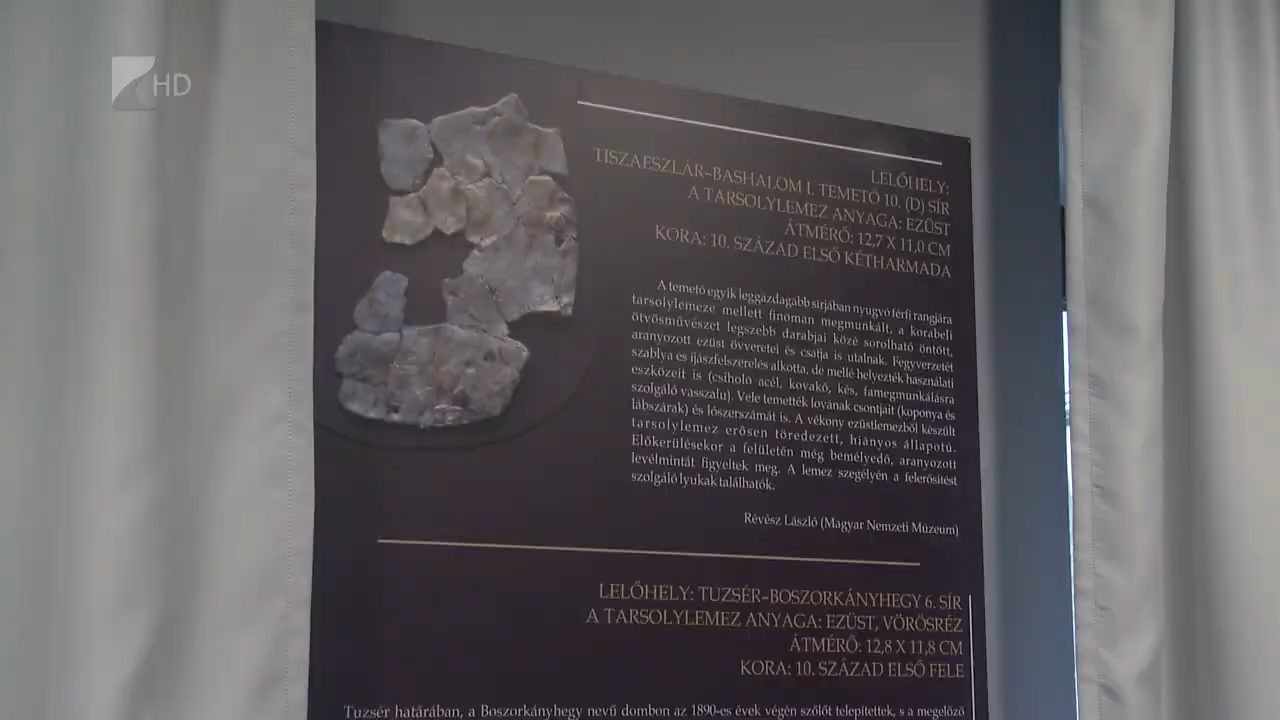 HD
LELŐHELY:
TISZAESZLÁR-BASHALOM I. TEMETŐ 10. (D) SÍR
A TARSOLYLEMEZ ANYAGA: EZÜST
ÁTMÉRŐ: 12,7 X 11,0 CM
KORA: 10. SZÁZAD ELSŐ KÉTHARMADA
A temető egyik leggazdagabb sírjában nyugvó férfi rangjára
tarsolylemeze mellett finoman megmunkált, a korabeli
ötvösművészet legszebb darabjai közé sorolható öntött,
aranyozott ezüst övveretei és csatja is utalnak. Fegyverzetét
szablya és íjászfelszerelés alkotta, de mellé helyezték használati
eszközeit is (csiholó acél, kovakő, kés, famegmunkálásra
szolgáló vasszalu). Vele temették lovának csontjait (koponya és
lábszárak) és lószerszámát is. A vékony ezüstlemezből készült
tarsolylemez erősen töredezett, hiányos állapotú.
Előkerülésekor a felületén még bemélyedő, aranyozott
levélmintát figyeltek meg. A lemez szegélyén a felerősítést
szolgáló lyukak találhatók.
Révész László (Magyar Nemzeti Múzeum)
LELŐHELY: TUZSÉR-BOSZORKÁNYHEGY 6. SÍR
A TARSOLYLEMEZ ANYAGA: EZÜST, VÖRÖSRÉZ
ÁTMÉRŐ: 12,8 X 11,8 CM
KORA: 10. SZÁZAD ELSŐ FELE
Tuzsér határában, a Boszorkányhegy nevű dombon az 1890-es évek végén szőlőt telepítettek, s a megelőző